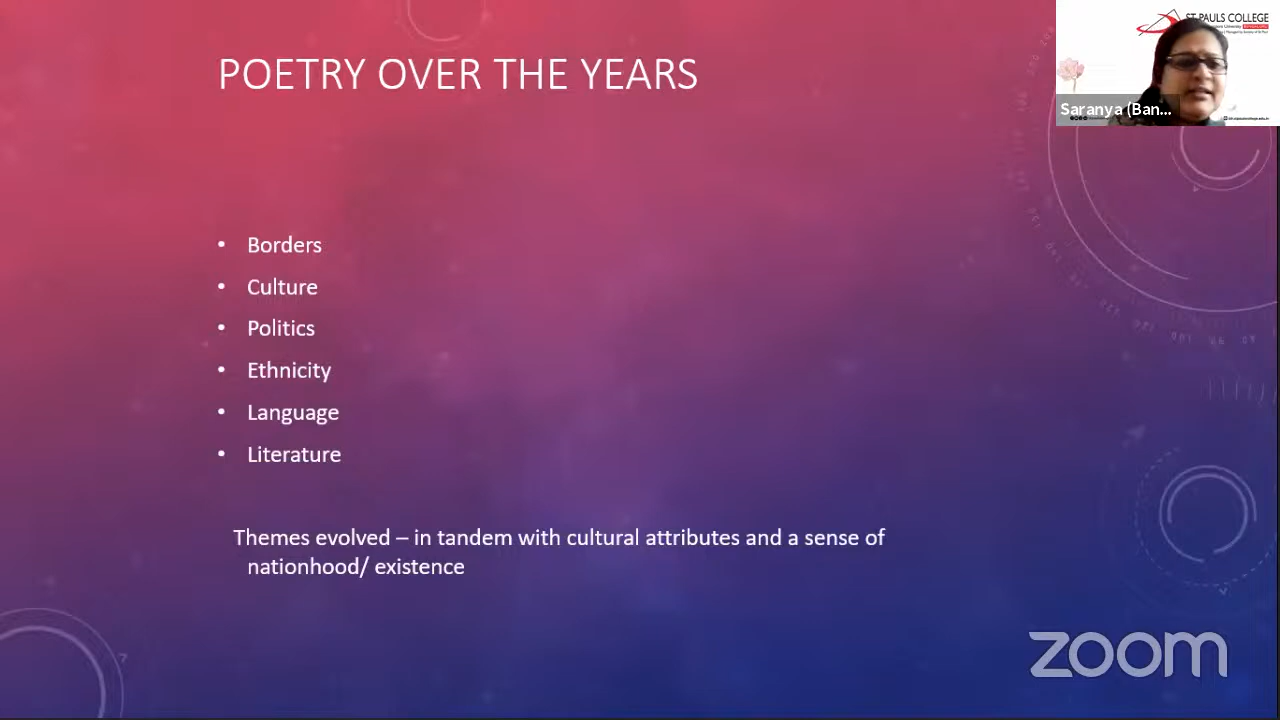 POETRY OVER THE YEARS
ST PAULS COLLEGE
Saranya (Ban...
• Borders
• Culture
• Politics
• Ethnicity
• Language
• Literature
Themes evolved – in tandem with cultural attributes and a sense of
nationhood/ existence
zoom